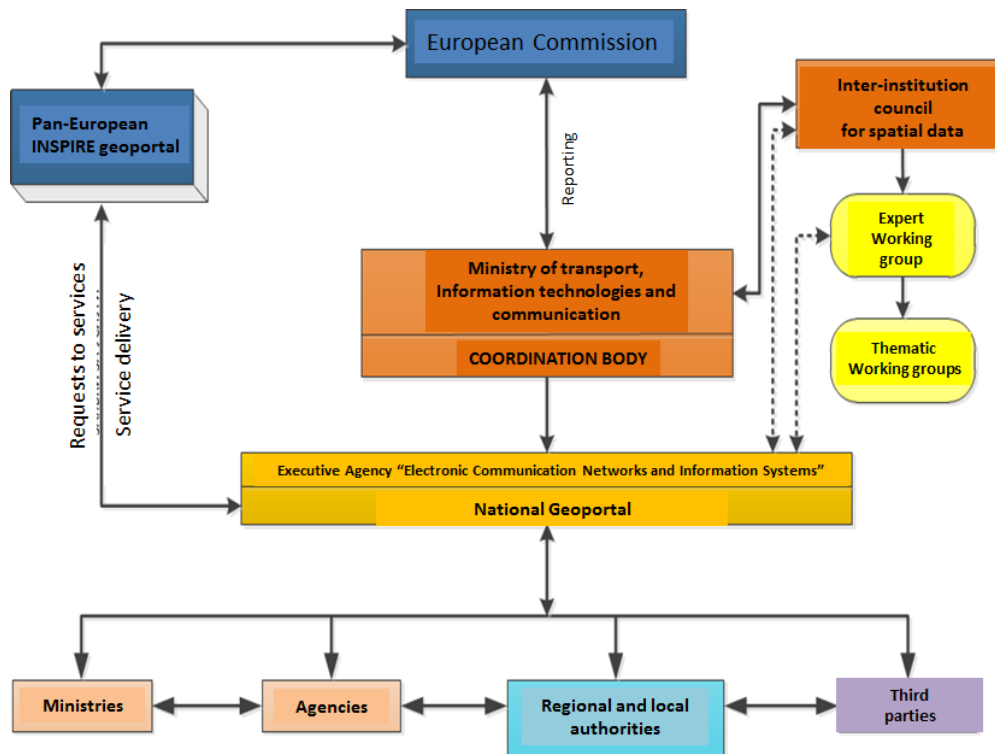 European Commission
Pan-European
INSPIRE geoportal
Inter-institution
council
for spatial data
Reporting
Expert
Working
group
Ministry of transport,
Information technologies and
communication
COORDINATION BODY
Thematic
Working groups
Requests to services
Service delivery
Executive Agency “Electronic Communication Networks and Information Systems”
National Geoportal
Ministries
Agencies
Regional and local
authorities
Third
parties